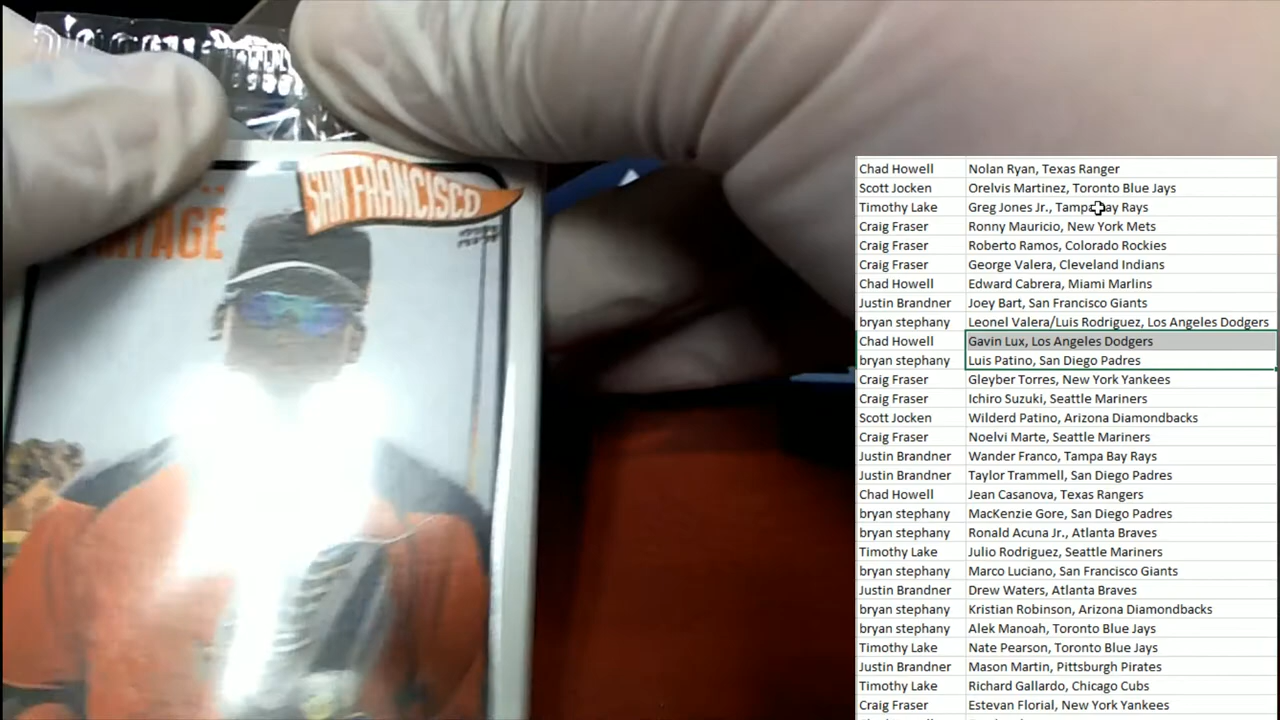 SAN FRANCISCO
Chad Howell Nolan Ryan, Texas Ranger
Scott Jocken Orelvis Martinez, Toronto Blue Jays
Timothy Lake Greg Jones Jr., Tampa Bay Rays
Craig Fraser Ronny Mauricio, New York Mets
Craig Fraser Roberto Ramos, Colorado Rockies
Craig Fraser George Valera, Cleveland Indians
Chad Howell Edward Cabrera, Miami Marlins
Justin Brandner Joey Bart, San Francisco Giants
bryan stephany Leonel Valera/Luis Rodriguez, Los Angeles Dodgers
Chad Howell Gavin Lux, Los Angeles Dodgers
bryan stephany Luis Patino, San Diego Padres
Craig Fraser Gleyber Torres, New York Yankees
Craig Fraser Ichiro Suzuki, Seattle Mariners
Scott Jocken Wilderd Patino, Arizona Diamondbacks
Craig Fraser Noelvi Marte, Seattle Mariners
Justin Brandner Wander Franco, Tampa Bay Rays
Justin Brandner Taylor Trammell, San Diego Padres
Chad Howell Jean Casanova, Texas Rangers
bryan stephany MacKenzie Gore, San Diego Padres
bryan stephany Ronald Acuna Jr., Atlanta Braves
Timothy Lake Julio Rodriguez, Seattle Mariners
bryan stephany Marco Luciano, San Francisco Giants
Justin Brandner Drew Waters, Atlanta Braves
bryan stephany Kristian Robinson, Arizona Diamondbacks
bryan stephany Alek Manoah, Toronto Blue Jays
Timothy Lake Nate Pearson, Toronto Blue Jays
Justin Brandner Mason Martin, Pittsburgh Pirates
Timothy Lake Richard Gallardo, Chicago Cubs
Craig Fraser Estevan Florial, New York Yankees